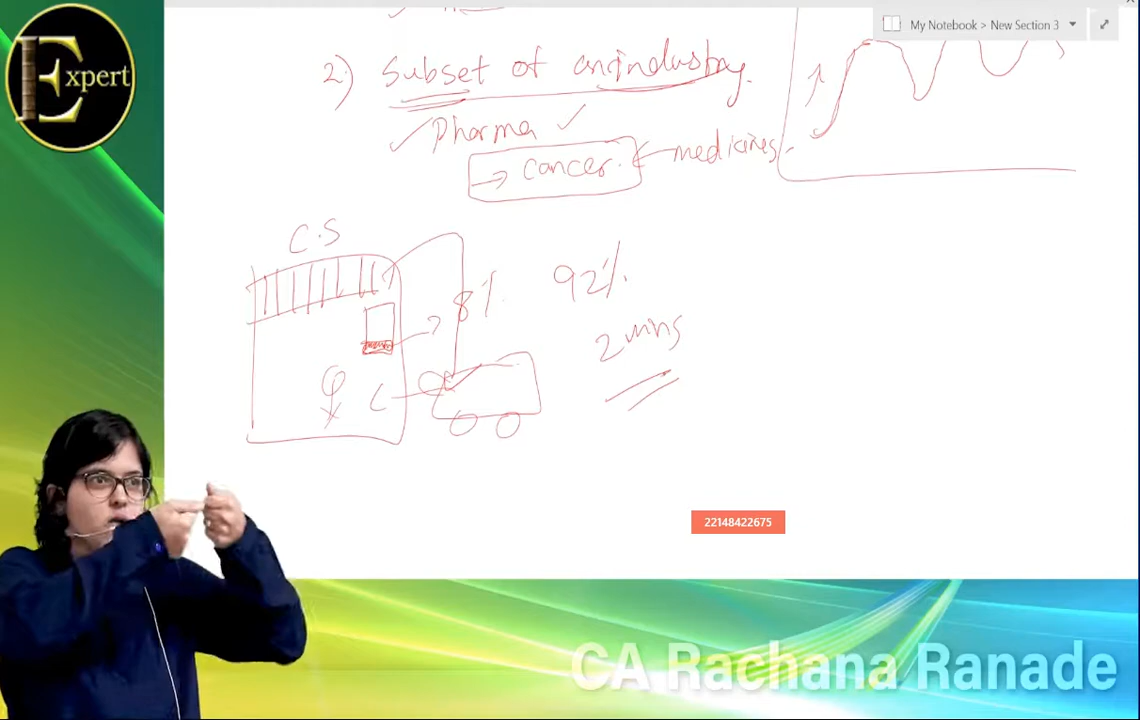 Expert
My Notebook > New Section 3
2) Subset of an industry.
Pharma
→ cancer. ← medicines
C.S
8%
92%
2 mins
22148422675
CA Rachana Ranade